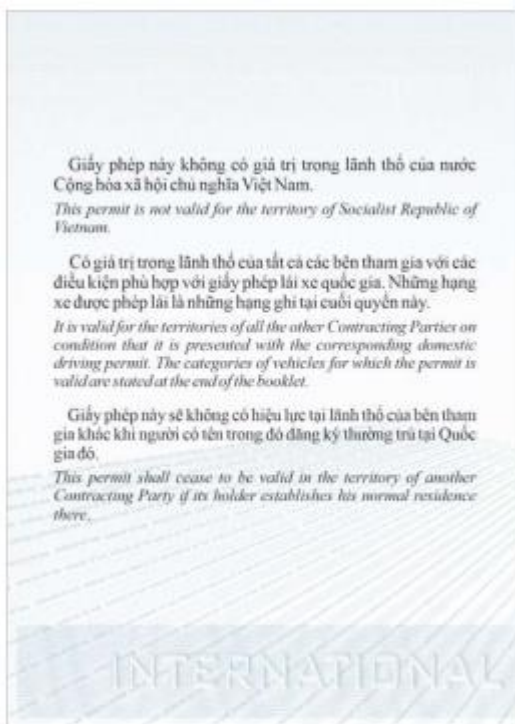 Giấy phép này không có giá trị trong lãnh thổ của nước
Cộng hòa xã hội chủ nghĩa Việt Nam.
This permit is not valid for the territory of Socialist Republic of
Vietnam.
Có giá trị trong lãnh thổ của tất cả các bên tham gia với các
điều kiện phù hợp với giấy phép lái xe quốc gia. Những hạng
xe được phép lái là những hạng ghi tại cuối quyển này.
It is valid for the territories of all the other Contracting Parties on
condition that it is presented with the corresponding domestic
driving permit. The categories of vehicles for which the permit is
valid are stated at the end of the booklet.
Giấy phép này sẽ không có hiệu lực tại lãnh thổ của bên tham
gia khác khi người có tên trong đó đăng ký thường trú tại Quốc
gia đó.
This permit shall cease to be valid in the territory of another
Contracting Party if its holder establishes his normal residence
there.
INTERNATIONAL